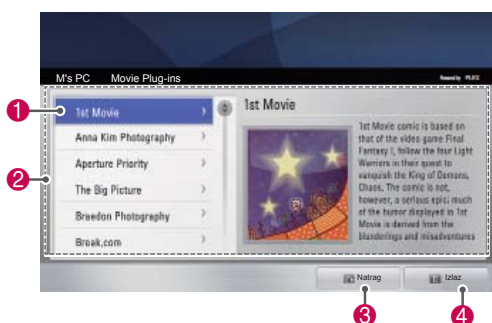 M's PC Movie Plug-ins Powered by PLEX
1
1st Movie
Anna Kim Photography
Aperture Priority
2
The Big Picture
Braedon Photography
Break.com
1st Movie
1st Movie comic is based on
that of the video game Final
Fantasy I, follow the four Light
Warriors in their quest to
vanquish the King of Demons,
Chaos. The comic is not,
however, a serious epic; much
of the humor displayed in 1st
Movie is derived from the
blunderings and misadventures
Natrag
Izlaz
3
4